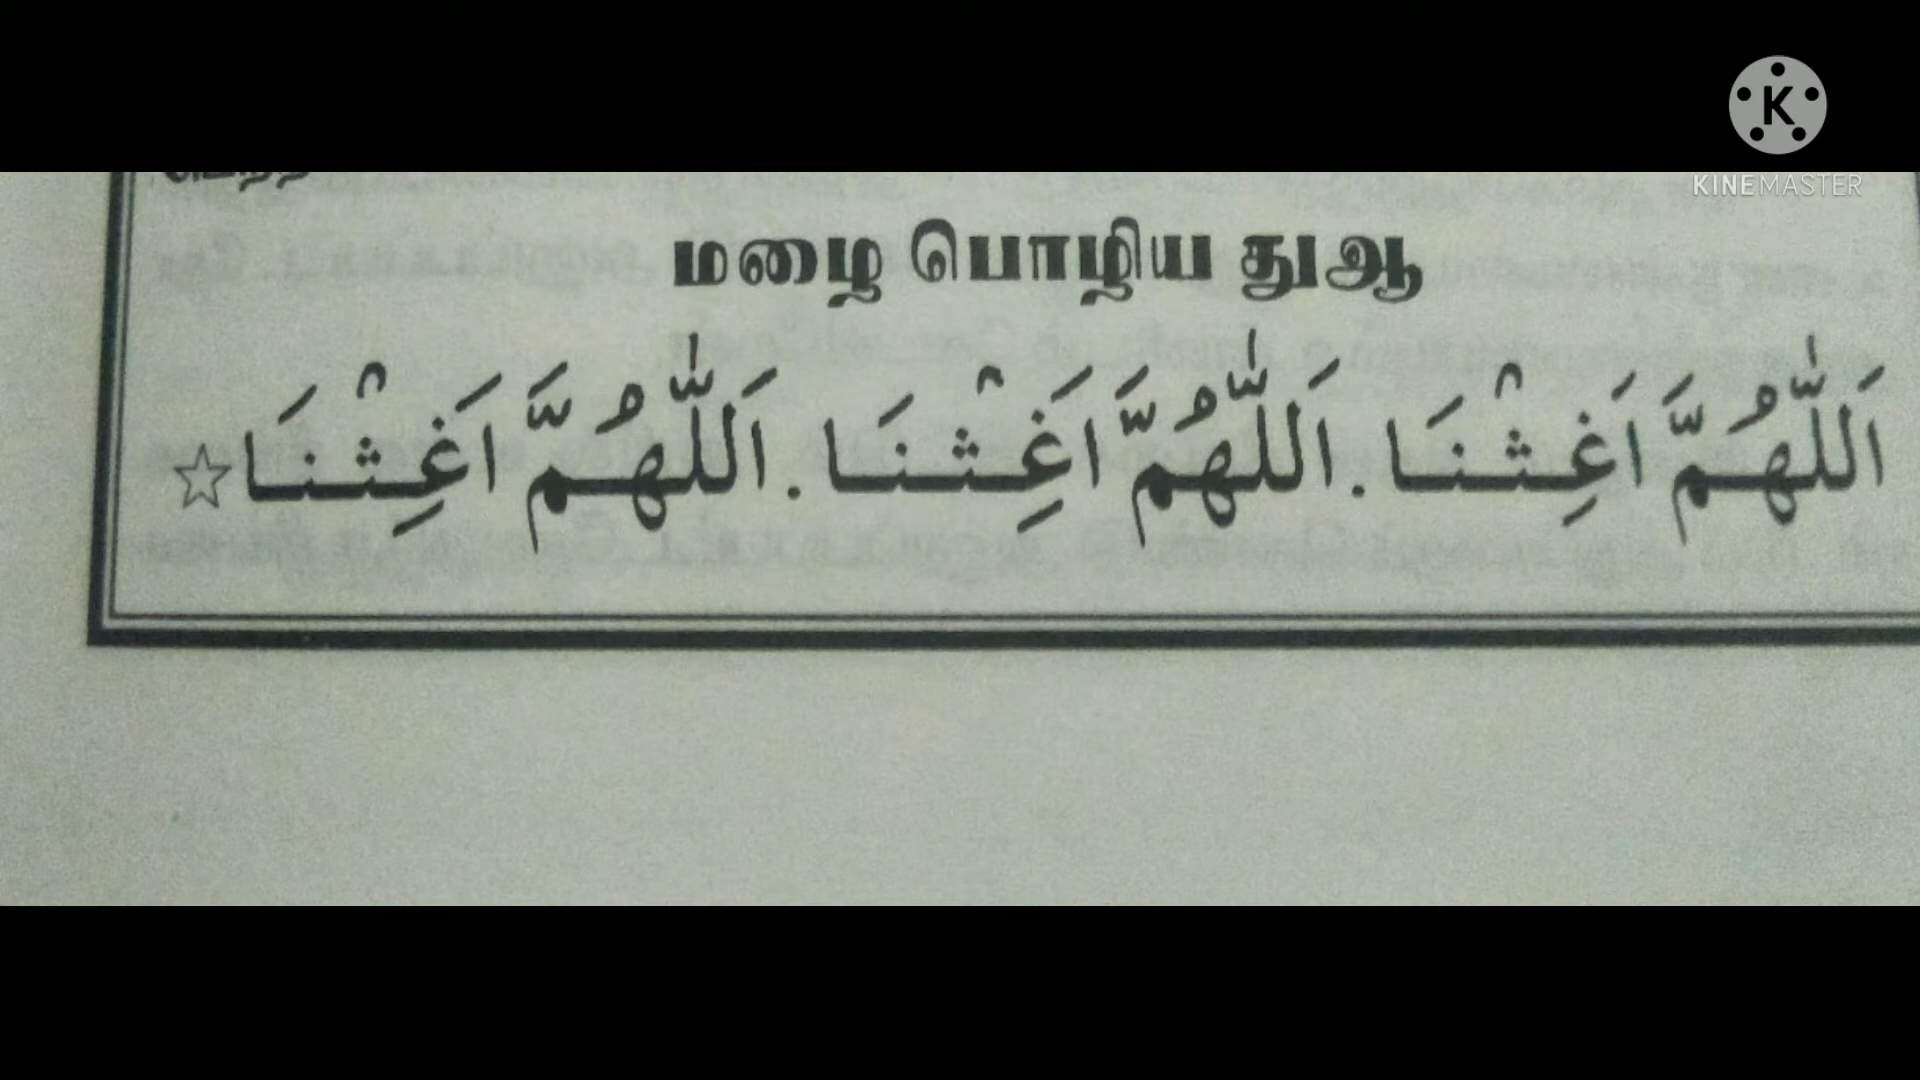 K
KINEMASTER
மழை பொழிய துஆ
اَللّٰهُمَّ اَغِثْنَا . اَللّٰهُمَّ اَغِثْنَا . اَللّٰهُمَّ اَغِثْنَا ☆